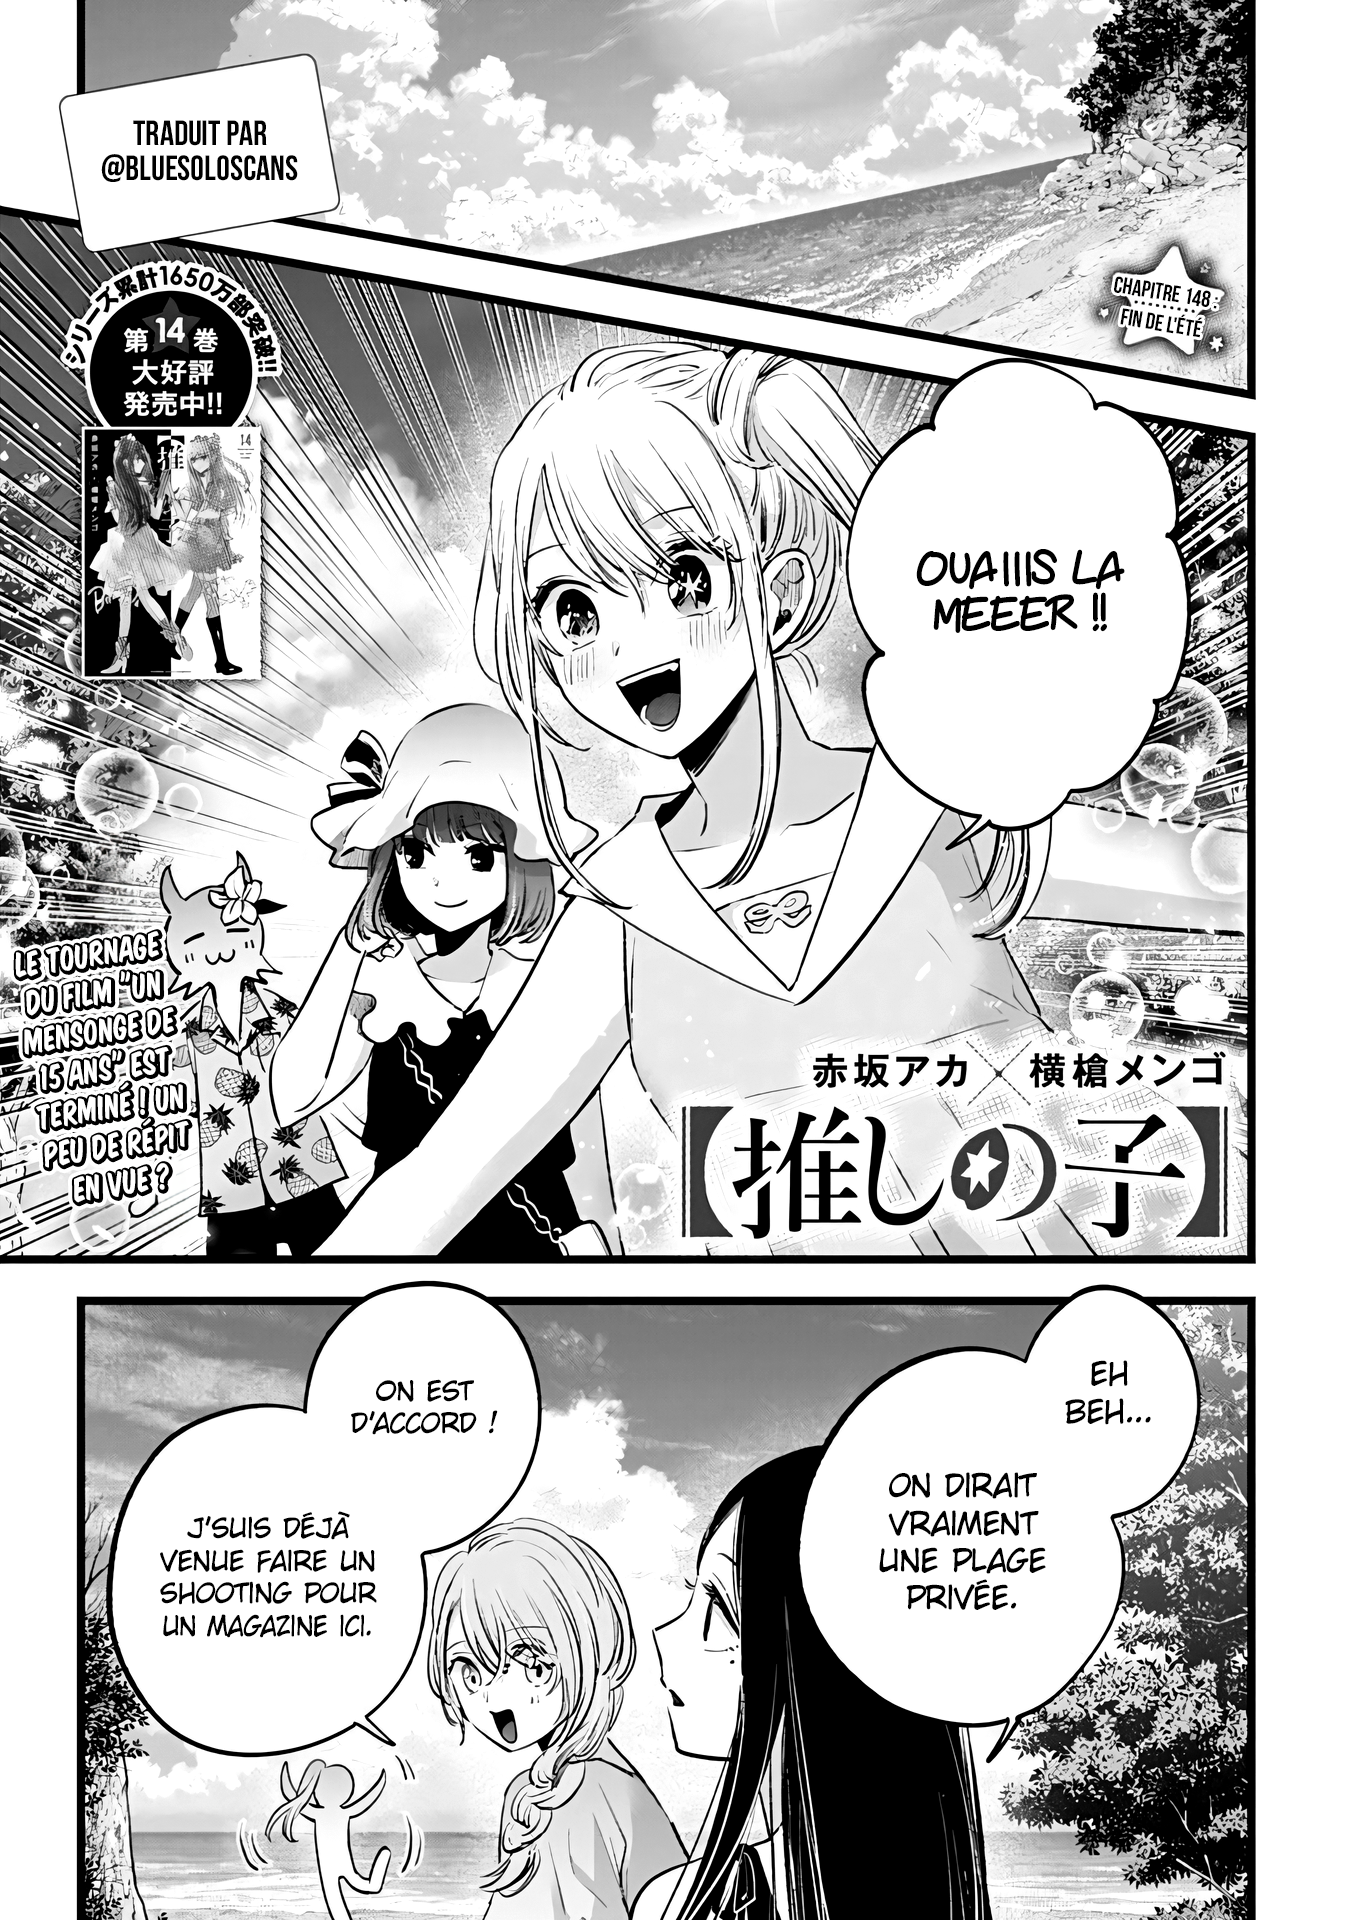 TRADUIT PAR
@BLUESOLOSCANS
CHAPITRE 148 :
FIN DE L'ÉTÉ
シリーズ累計1650万部突破!!
第14巻
大好評
発売中!!
14
OUAIIIS LA
MEEER !!
LE TOURNAGE
DU FILM "UN
MENSONGE DE
15 ANS" EST
TERMINÉ ! UN
PEU DE RÉPIT
EN VUE ?
赤坂アカ×横槍メンゴ
【推しの子】
EH
BEH...
ON DIRAIT
VRAIMENT
UNE PLAGE
PRIVÉE.
ON EST
D'ACCORD !
J'SUIS DÉJÀ
VENUE FAIRE UN
SHOOTING POUR
UN MAGAZINE ICI.